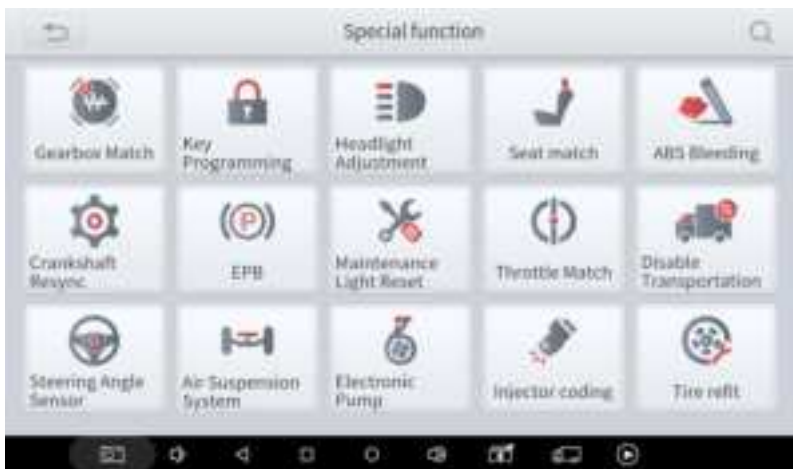 Special function
Gearbox Match
Key
Programming
Headlight
Adjustment
Seat match
ABS Bleeding
Crankshaft
Resync
(P)
EPB
Maintenance
Light Reset
Throttle Match
Disable
Transportation
Steering Angle
Sensor
Air Suspension
System
Electronic
Pump
Injector coding
Tire refit